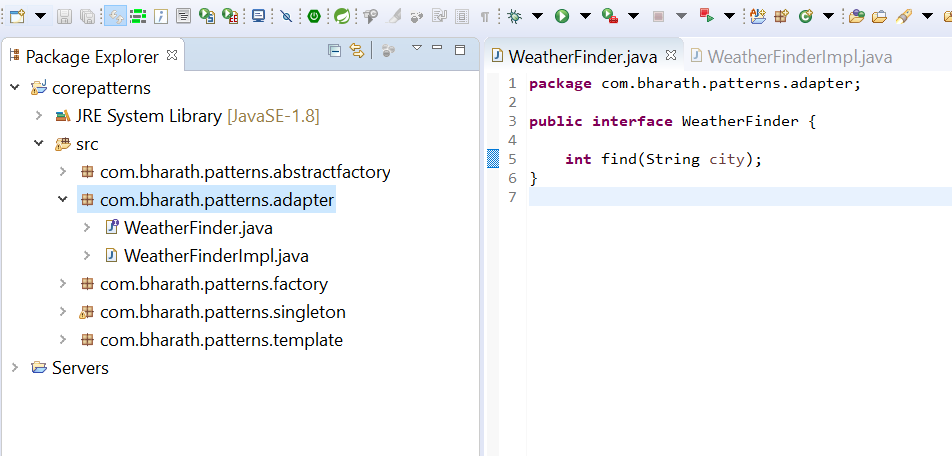 Package Explorer
corepatterns
JRE System Library [JavaSE-1.8]
src
com.bharath.patterns.abstractfactory
com.bharath.patterns.adapter
WeatherFinder.java
WeatherFinderImpl.java
com.bharath.patterns.factory
com.bharath.patterns.singleton
com.bharath.patterns.template
Servers
WeatherFinder.java
WeatherFinderImpl.java
1 package com.bharath.patterns.adapter;
2
3 public interface WeatherFinder {
4
5 int find(String city);
6 }
7